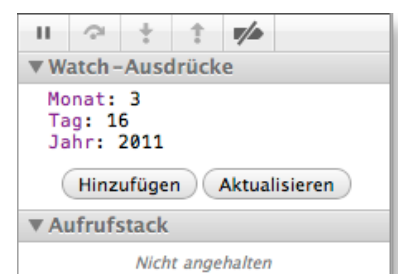 Watch-Ausdrücke
Monat: 3
Tag: 16
Jahr: 2011
Hinzufügen Aktualisieren
Aufrufstack
Nicht angehalten